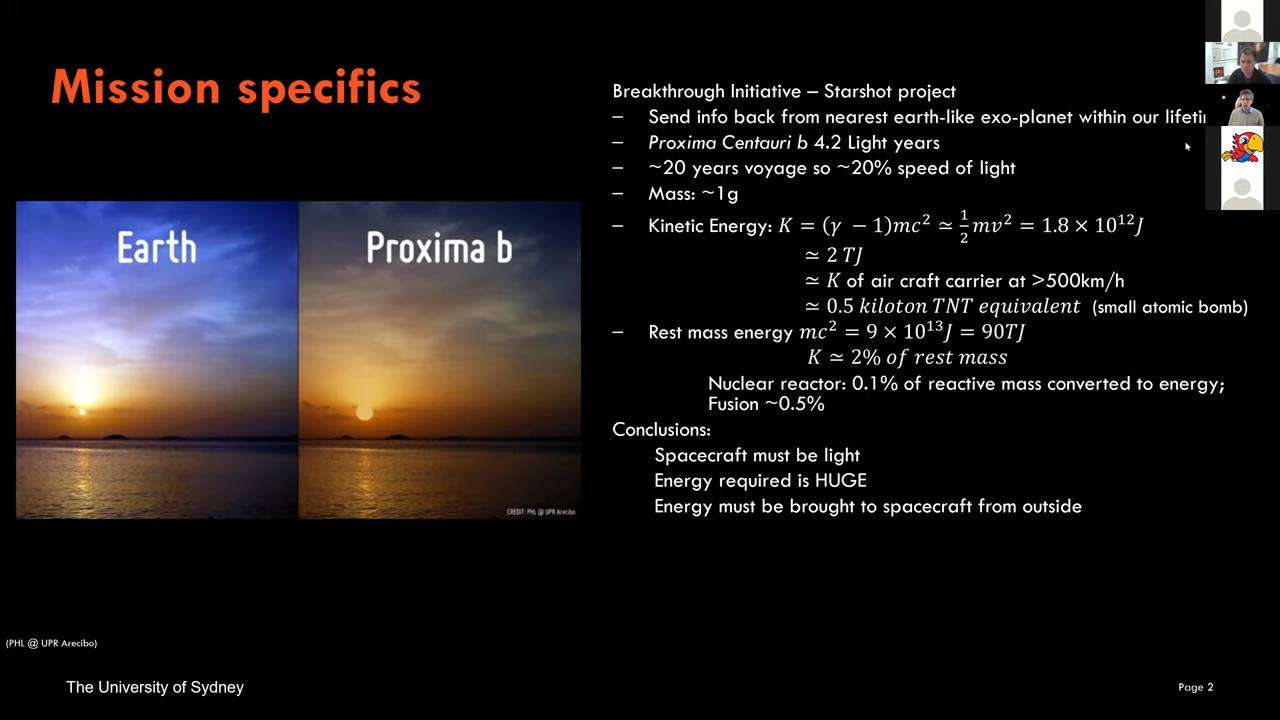 Mission specifics
Earth
Proxima b
CREDIT: PHL @ UPR Arecibo
(PHL @ UPR Arecibo)
Breakthrough Initiative – Starshot project
– Send info back from nearest earth-like exo-planet within our lifeti
– Proxima Centauri b 4.2 Light years
– ~20 years voyage so ~20% speed of light
– Mass: ~1g
– Kinetic Energy: K = (γ − 1)mc² ≃ ½mv² = 1.8 × 10¹²J
≃ 2 TJ
≃ K of air craft carrier at >500km/h
≃ 0.5 kiloton TNT equivalent (small atomic bomb)
– Rest mass energy mc² = 9 × 10¹³J = 90TJ
K ≃ 2% of rest mass
Nuclear reactor: 0.1% of reactive mass converted to energy;
Fusion ~0.5%
Conclusions:
Spacecraft must be light
Energy required is HUGE
Energy must be brought to spacecraft from outside
The University of Sydney
Page 2